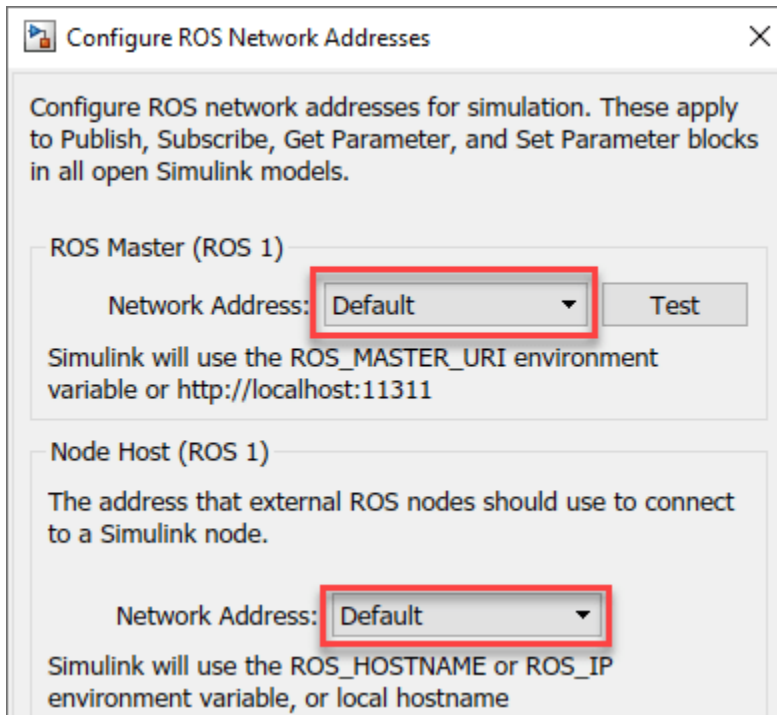 Configure ROS Network Addresses
Configure ROS network addresses for simulation. These apply
to Publish, Subscribe, Get Parameter, and Set Parameter blocks
in all open Simulink models.
ROS Master (ROS 1)
Network Address: Default Test
Simulink will use the ROS_MASTER_URI environment
variable or http://localhost:11311
Node Host (ROS 1)
The address that external ROS nodes should use to connect
to a Simulink node.
Network Address: Default
Simulink will use the ROS_HOSTNAME or ROS_IP
environment variable, or local hostname